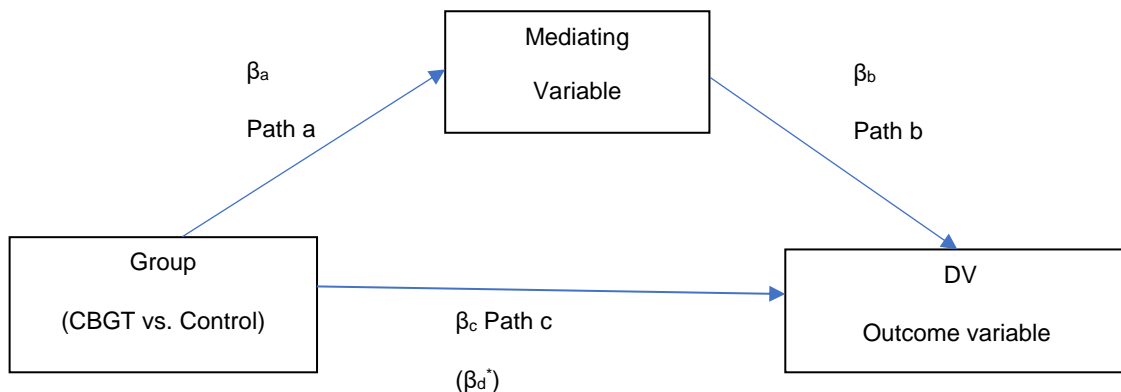 Mediating
Variable
βa
Path a
βb
Path b
Group
(CBGT vs. Control)
DV
Outcome variable
βc Path c
(βd*)